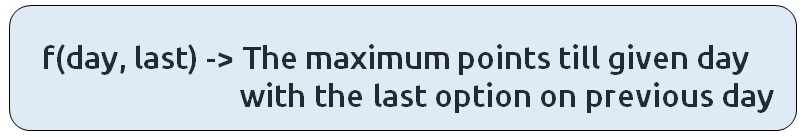 f(day, last) -> The maximum points till given day
with the last option on previous day